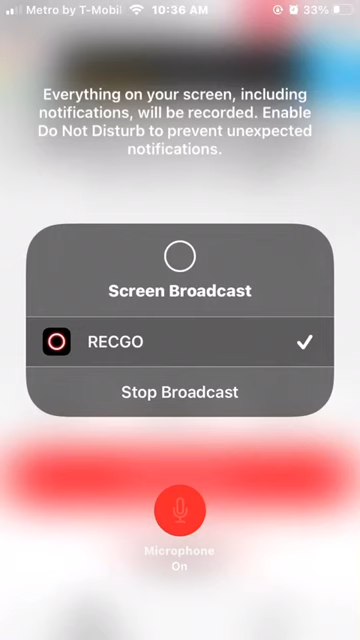 Metro by T-Mobil 10:36 AM 33%
Everything on your screen, including
notifications, will be recorded. Enable
Do Not Disturb to prevent unexpected
notifications.
Screen Broadcast
RECGO
Stop Broadcast
Microphone
On